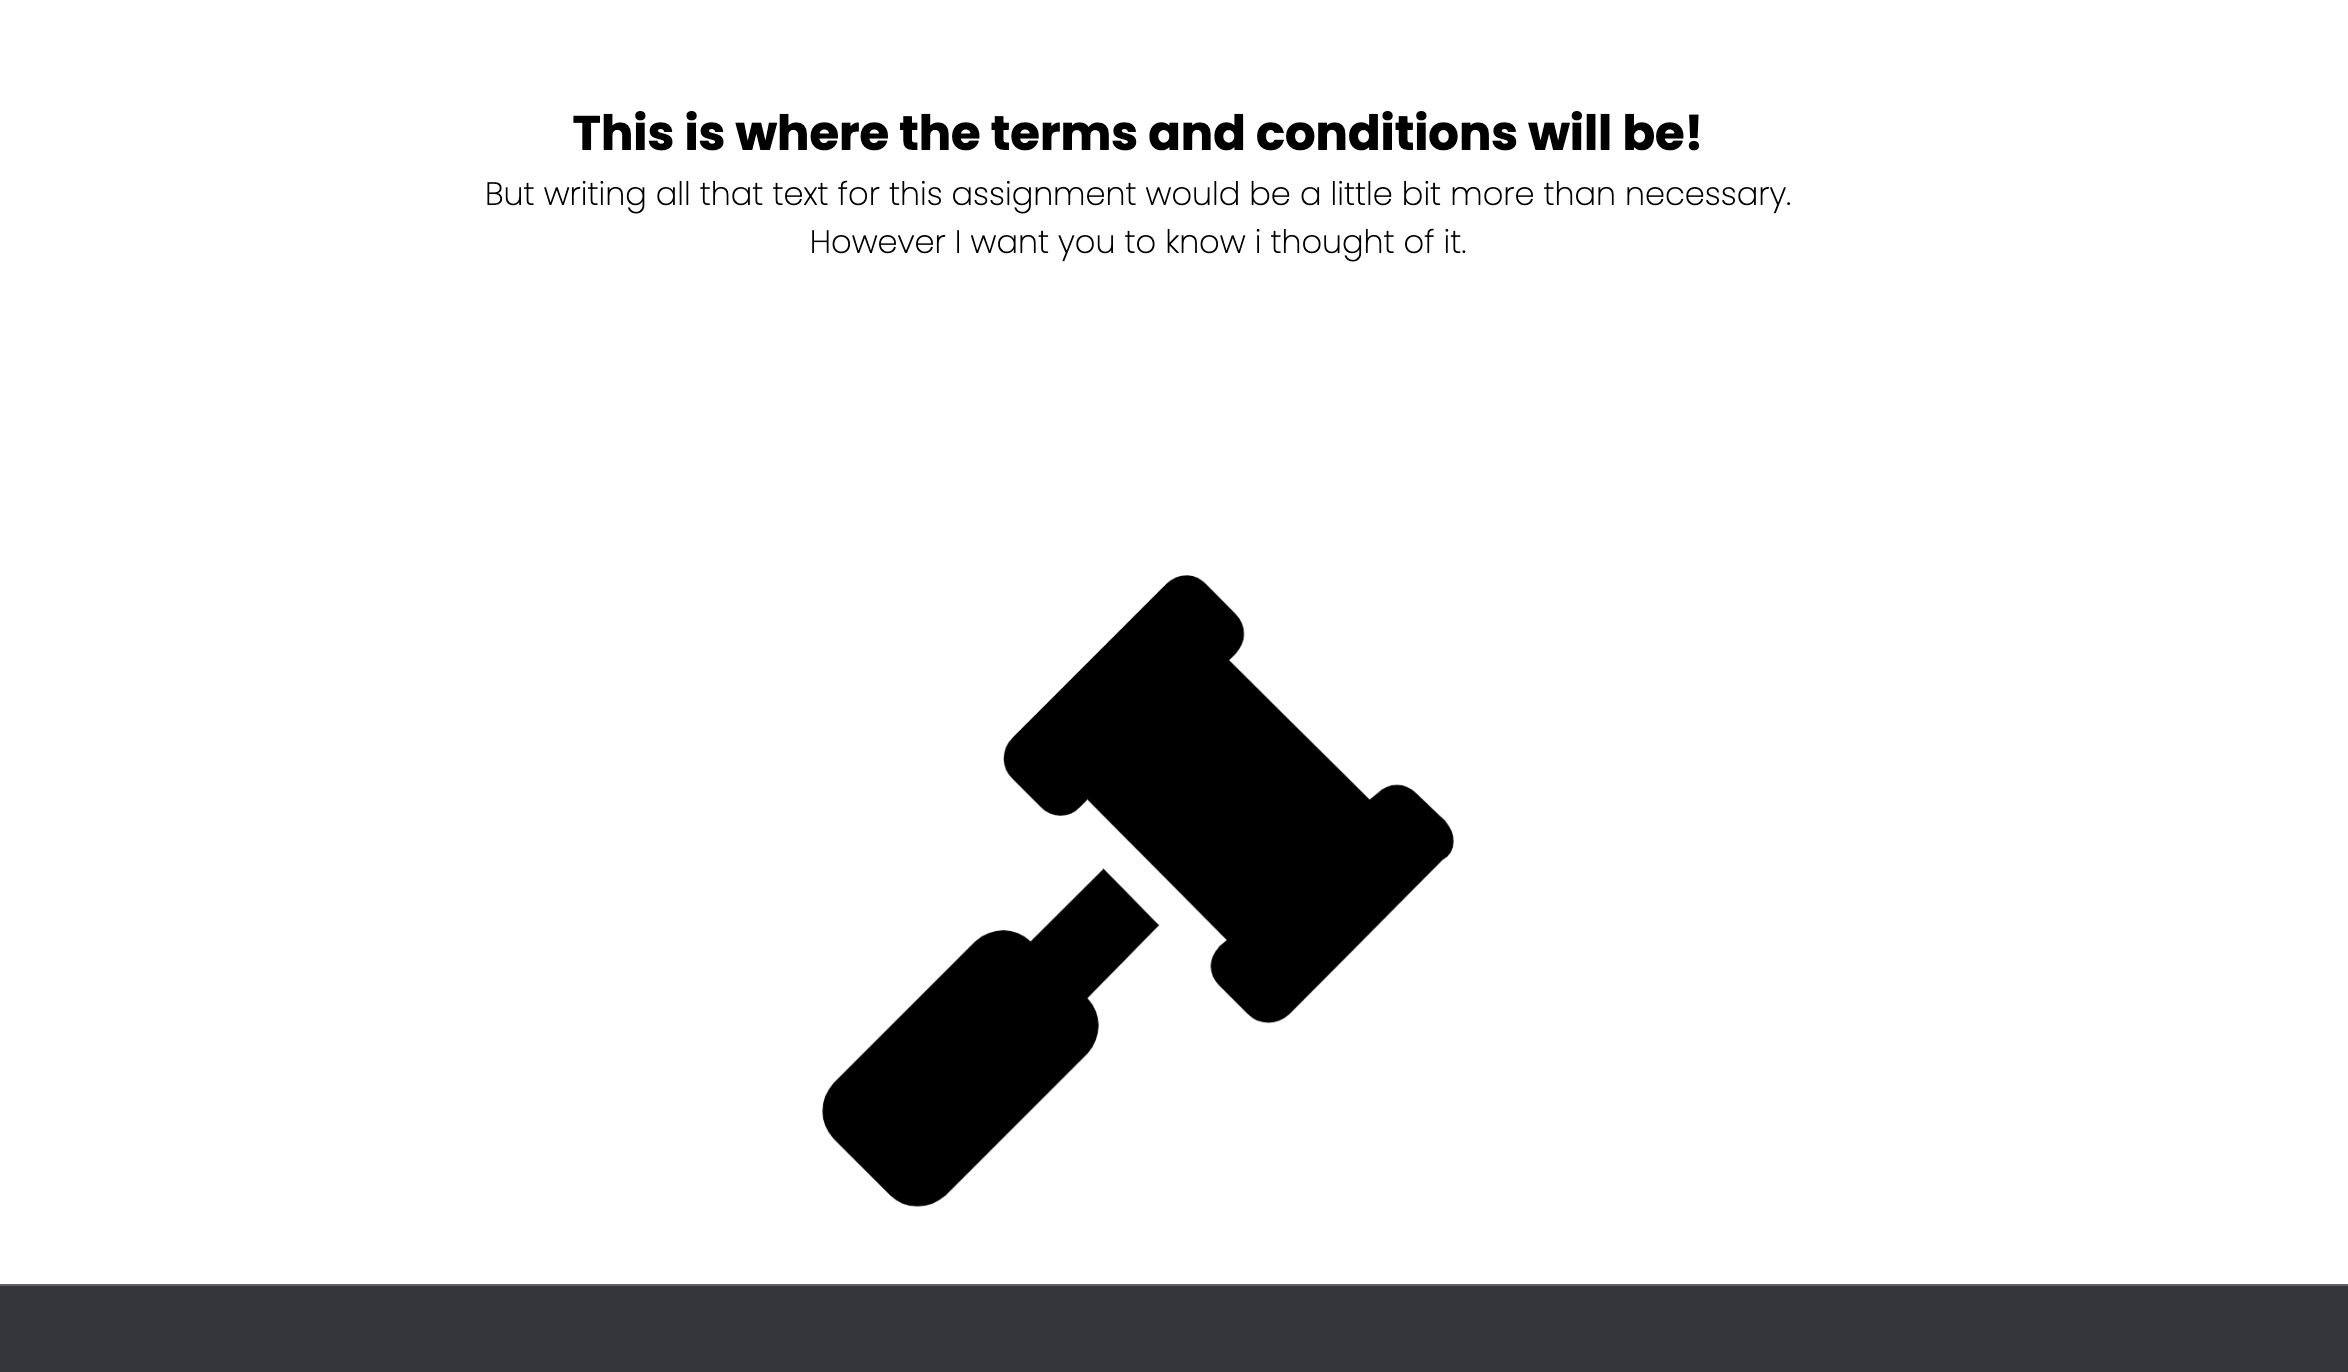 This is where the terms and conditions will be!
But writing all that text for this assignment would be a little bit more than necessary.
However I want you to know i thought of it.